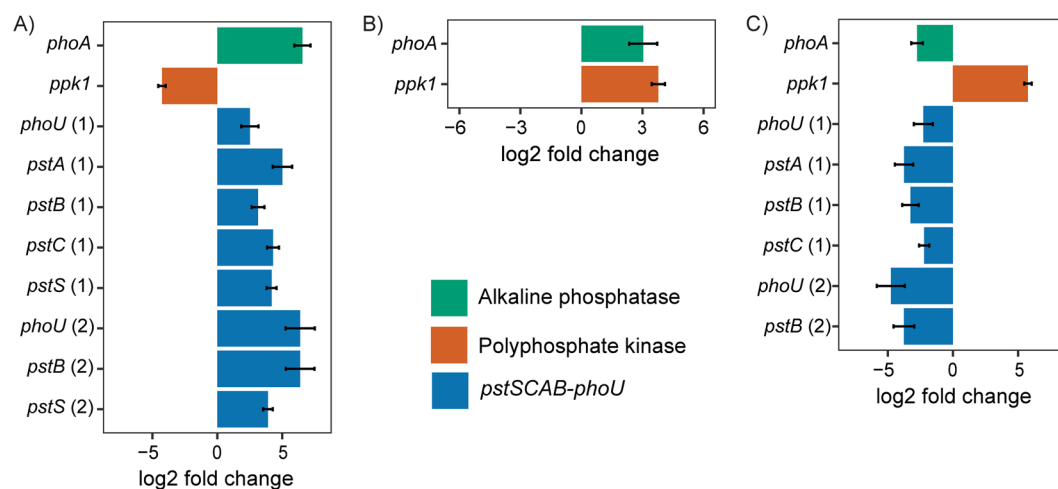 A)
phoA
ppk1
phoU (1)
pstA (1)
pstB (1)
pstC (1)
pstS (1)
phoU (2)
pstB (2)
pstS (2)
−5 0 5
log2 fold change
B)
phoA
ppk1
−6 −3 0 3 6
log2 fold change
Alkaline phosphatase
Polyphosphate kinase
pstSCAB-phoU
C)
phoA
ppk1
phoU (1)
pstA (1)
pstB (1)
pstC (1)
phoU (2)
pstB (2)
−5 0 5
log2 fold change